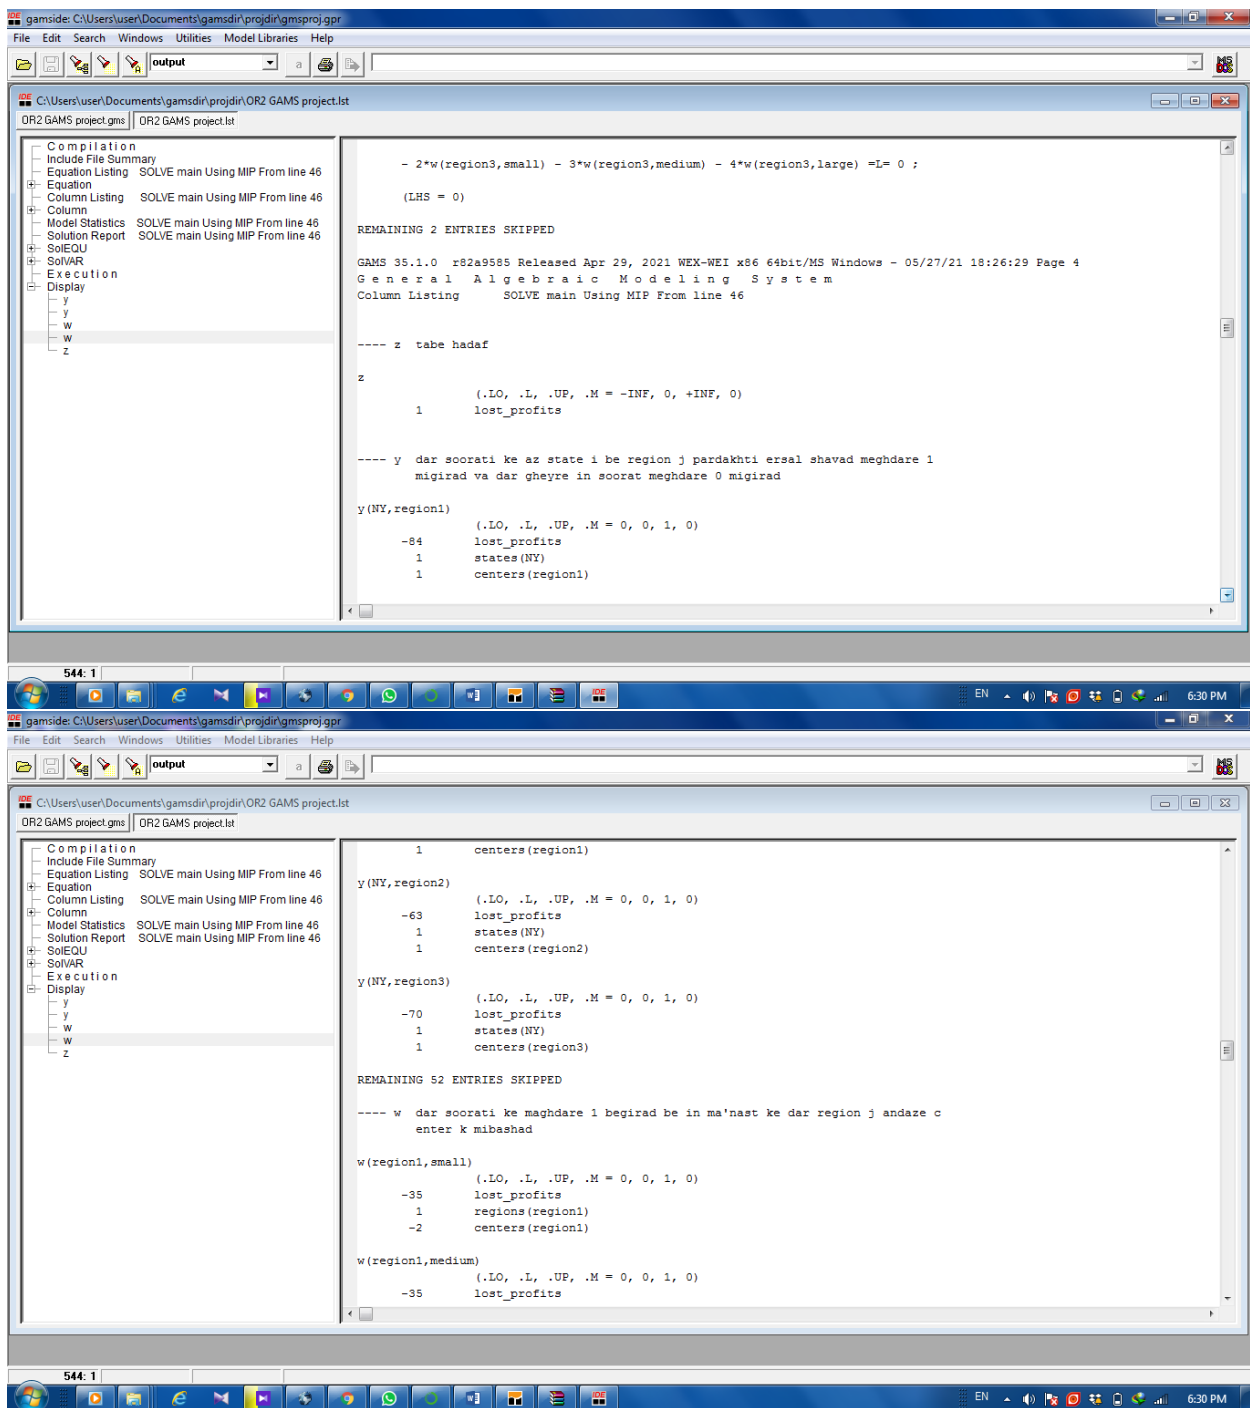 gamside: C:\Users\user\Documents\gamsdir\projdir\gmsproj.gpr
File Edit Search Windows Utilities Model Libraries Help
output
a
MS DOS
C:\Users\user\Documents\gamsdir\projdir\OR2 GAMS project.lst
OR2 GAMS project.gms OR2 GAMS project.lst
C o m p i l a t i o n
Include File Summary
Equation Listing SOLVE main Using MIP From line 46
Equation
Column Listing SOLVE main Using MIP From line 46
Column
Model Statistics SOLVE main Using MIP From line 46
Solution Report SOLVE main Using MIP From line 46
SolEQU
SolVAR
E x e c u t i o n
Display
y
y
w
w
z
- 2*w(region3,small) - 3*w(region3,medium) - 4*w(region3,large) =L= 0 ;
(LHS = 0)
REMAINING 2 ENTRIES SKIPPED
GAMS 35.1.0 r82a9585 Released Apr 29, 2021 WEX-WEI x86 64bit/MS Windows - 05/27/21 18:26:29 Page 4
G e n e r a l A l g e b r a i c M o d e l i n g S y s t e m
Column Listing SOLVE main Using MIP From line 46
---- z tabe hadaf
z
(.LO, .L, .UP, .M = -INF, 0, +INF, 0)
1 lost_profits
---- y dar soorati ke az state i be region j pardakhti ersal shavad meghdare 1
migirad va dar gheyre in soorat meghdare 0 migirad
y(NY,region1)
(.LO, .L, .UP, .M = 0, 0, 1, 0)
-84 lost_profits
1 states(NY)
1 centers(region1)
544: 1
EN 6:30 PM
gamside: C:\Users\user\Documents\gamsdir\projdir\gmsproj.gpr
File Edit Search Windows Utilities Model Libraries Help
output
a
MS DOS
C:\Users\user\Documents\gamsdir\projdir\OR2 GAMS project.lst
OR2 GAMS project.gms OR2 GAMS project.lst
C o m p i l a t i o n
Include File Summary
Equation Listing SOLVE main Using MIP From line 46
Equation
Column Listing SOLVE main Using MIP From line 46
Column
Model Statistics SOLVE main Using MIP From line 46
Solution Report SOLVE main Using MIP From line 46
SolEQU
SolVAR
E x e c u t i o n
Display
y
y
w
w
z
1 centers(region1)
y(NY,region2)
(.LO, .L, .UP, .M = 0, 0, 1, 0)
-63 lost_profits
1 states(NY)
1 centers(region2)
y(NY,region3)
(.LO, .L, .UP, .M = 0, 0, 1, 0)
-70 lost_profits
1 states(NY)
1 centers(region3)
REMAINING 52 ENTRIES SKIPPED
---- w dar soorati ke maghdare 1 begirad be in ma'nast ke dar region j andaze c
enter k mibashad
w(region1,small)
(.LO, .L, .UP, .M = 0, 0, 1, 0)
-35 lost_profits
1 regions(region1)
-2 centers(region1)
w(region1,medium)
(.LO, .L, .UP, .M = 0, 0, 1, 0)
-35 lost_profits
544: 1
EN 6:30 PM